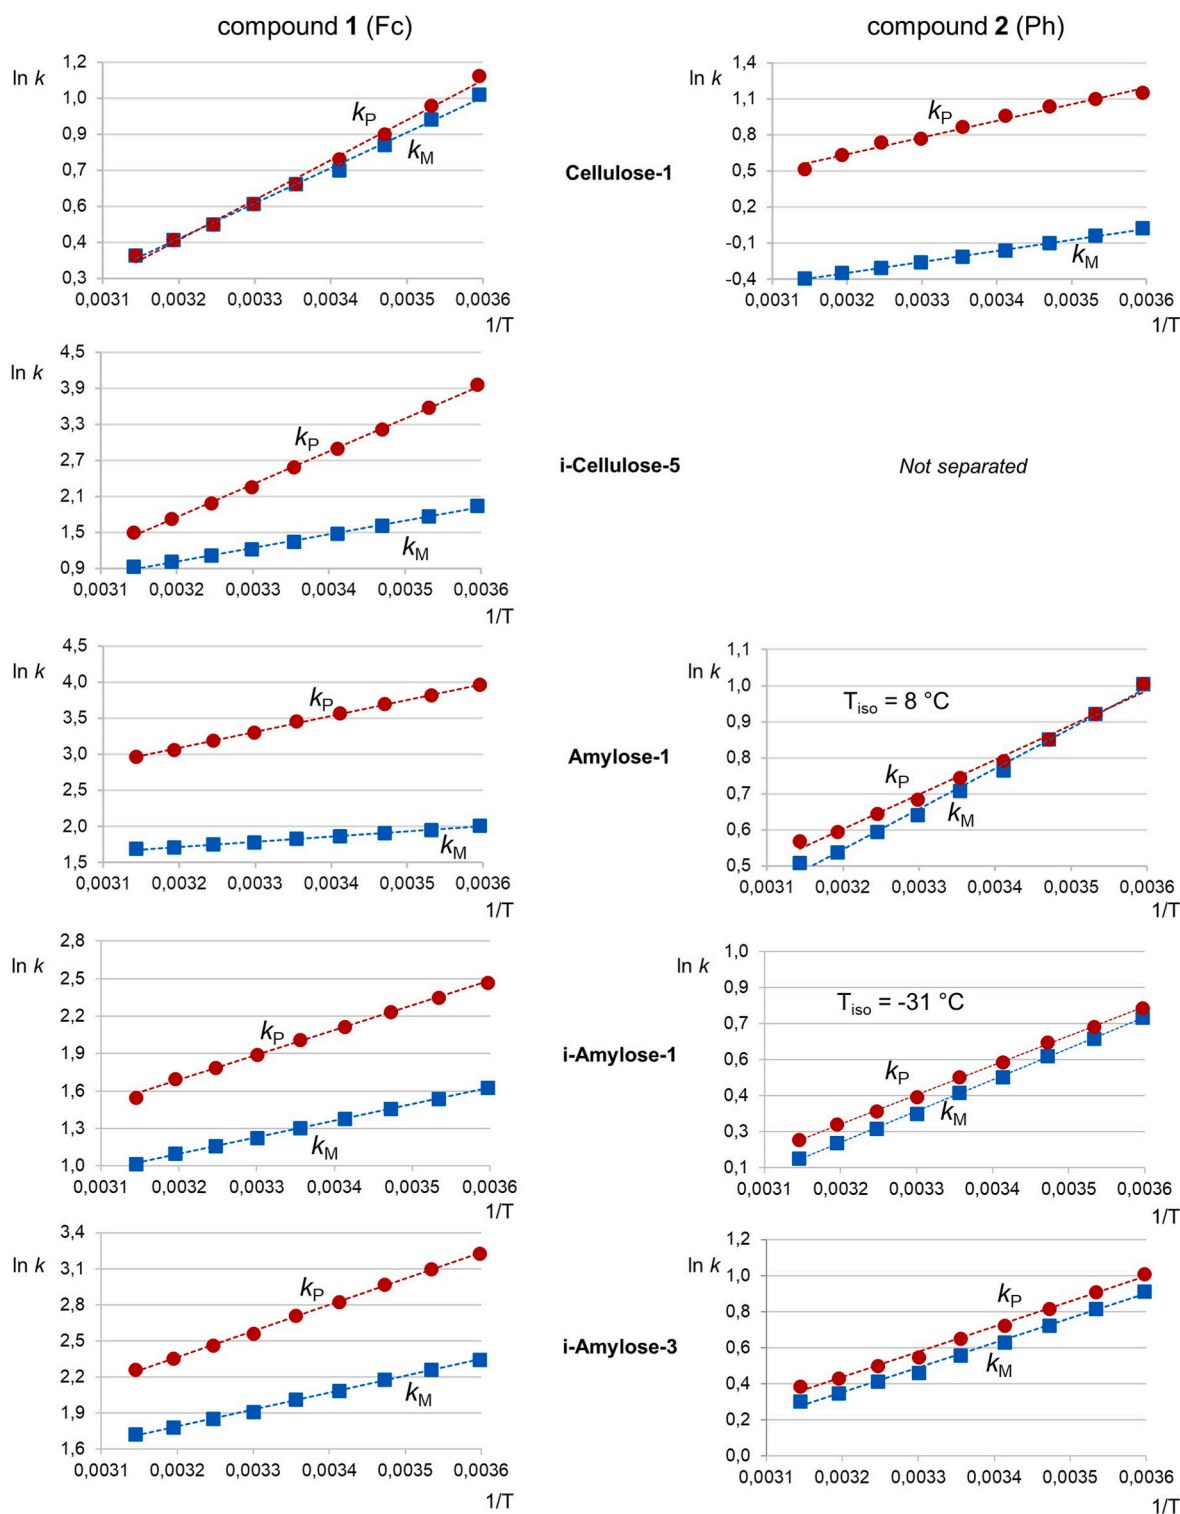 compound 1 (Fc)
compound 2 (Ph)
ln k
1,2
1,0
0,9
0,7
0,6
0,4
0,3
kP
kM
0,0031 0,0032 0,0033 0,0034 0,0035 0,0036
1/T
Cellulose-1
ln k
1,4
1,1
0,8
0,5
0,2
-0,1
-0,4
kP
kM
0,0031 0,0032 0,0033 0,0034 0,0035 0,0036
1/T
ln k
4,5
3,9
3,3
2,7
2,1
1,5
0,9
kP
kM
0,0031 0,0032 0,0033 0,0034 0,0035 0,0036
1/T
i-Cellulose-5
Not separated
ln k
4,5
4,0
3,5
3,0
2,5
2,0
1,5
kP
kM
0,0031 0,0032 0,0033 0,0034 0,0035 0,0036
1/T
Amylose-1
ln k
1,1
1,0
0,9
0,8
0,7
0,6
0,5
Tiso = 8 °C
kP
kM
0,0031 0,0032 0,0033 0,0034 0,0035 0,0036
1/T
ln k
2,8
2,5
2,2
1,9
1,6
1,3
1,0
kP
kM
0,0031 0,0032 0,0033 0,0034 0,0035 0,0036
1/T
i-Amylose-1
ln k
1,0
0,9
0,7
0,6
0,4
0,3
0,1
Tiso = -31 °C
kP
kM
0,0031 0,0032 0,0033 0,0034 0,0035 0,0036
1/T
ln k
3,4
3,1
2,8
2,5
2,2
1,9
1,6
kP
kM
0,0031 0,0032 0,0033 0,0034 0,0035 0,0036
1/T
i-Amylose-3
ln k
1,2
1,0
0,8
0,6
0,4
0,2
0,0
kP
kM
0,0031 0,0032 0,0033 0,0034 0,0035 0,0036
1/T